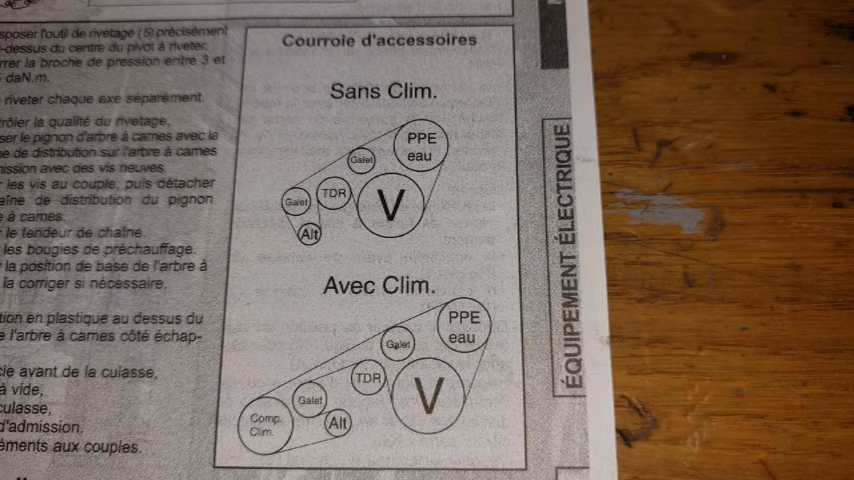 sposer l'outil de rivetage (5) précisément
-dessus du centre du pivot à riveter,
rrer la broche de pression entre 3 et
daN.m.
riveter chaque axe séparément.
trôler la qualité du rivetage,
ser le pignon d'arbre à cames avec la
ne de distribution sur l'arbre à cames
mission avec des vis neuves,
les vis au couple, puis détacher
aîne de distribution du pignon
e à cames.
le tendeur de chaîne.
les bougies de préchauffage.
la position de base de l'arbre à
la corriger si nécessaire.
tion en plastique au dessus du
e l'arbre à cames côté échap-
cle avant de la culasse,
à vide,
culasse,
d'admission.
éments aux couples.
Courroie d'accessoires
Sans Clim.
PPE
eau
Galet
Galet
TDR
V
Alt
Avec Clim.
PPE
eau
Galet
TDR
V
Galet
Comp.
Clim.
Alt
ÉQUIPEMENT ÉLECTRIQUE